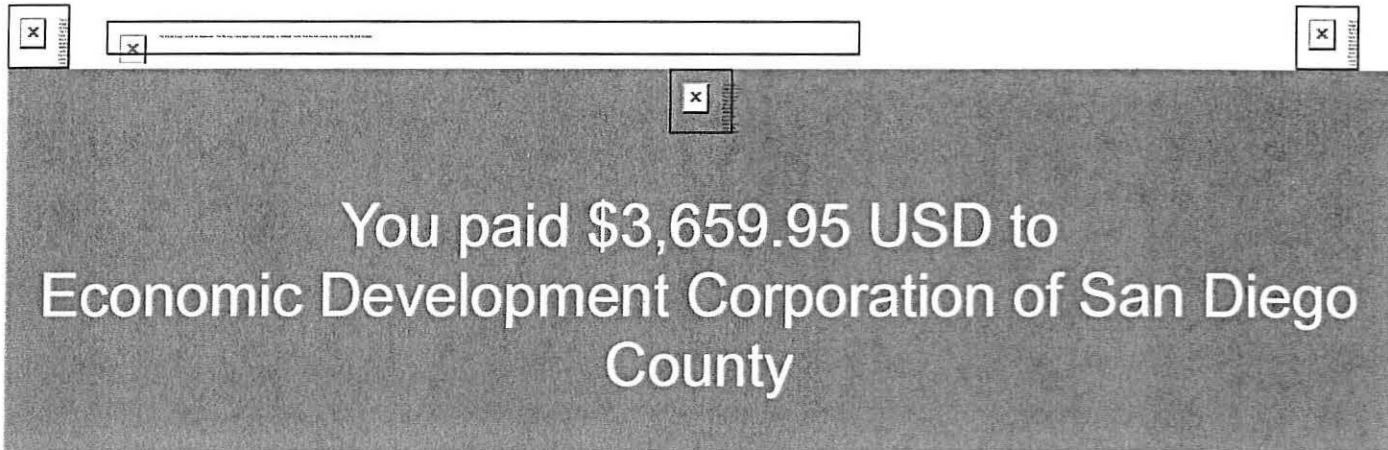 You paid $3,659.95 USD to
Economic Development Corporation of San Diego
County